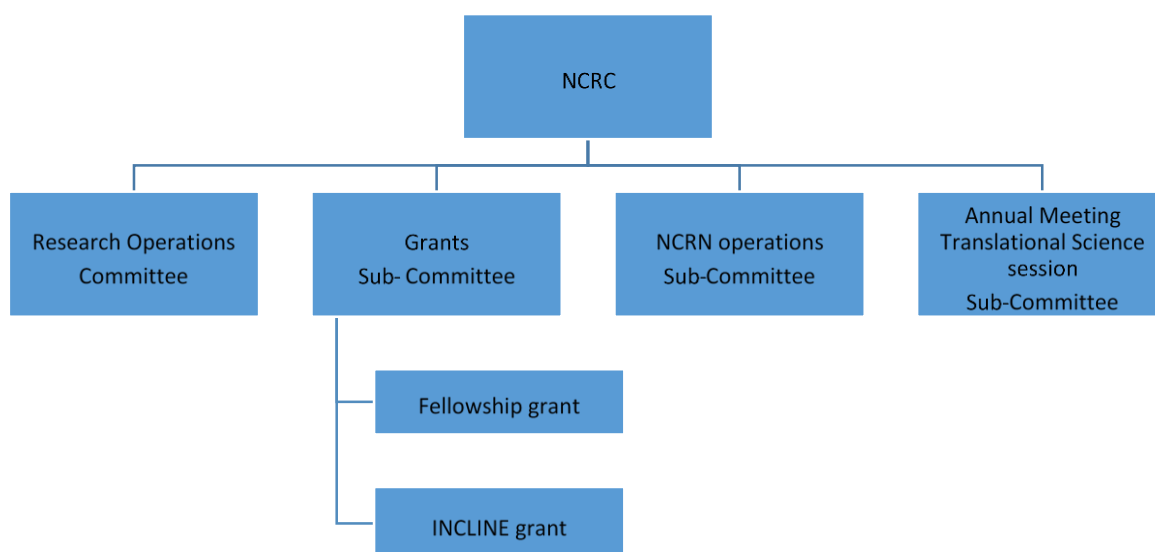 NCRC
Research Operations
Committee
Grants
Sub- Committee
NCRN operations
Sub-Committee
Annual Meeting
Translational Science
session
Sub-Committee
Fellowship grant
INCLINE grant